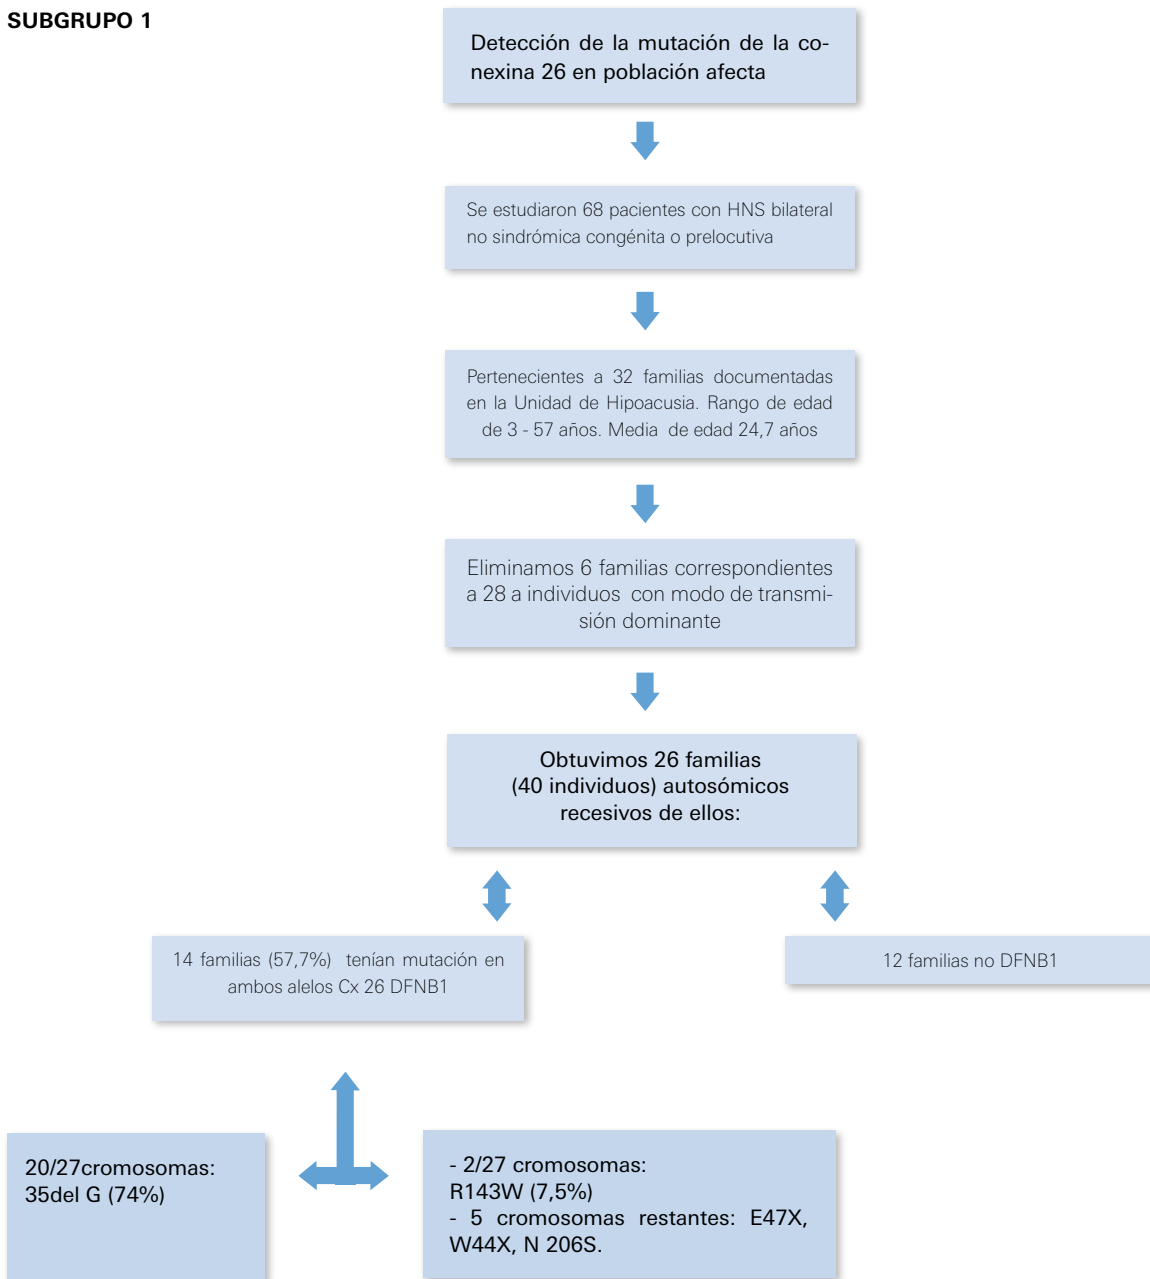 SUBGRUPO 1
Detección de la mutación de la co-
nexina 26 en población afecta
Se estudiaron 68 pacientes con HNS bilateral
no sindrómica congénita o prelocutiva
Pertenecientes a 32 familias documentadas
en la Unidad de Hipoacusia. Rango de edad
de 3 - 57 años. Media de edad 24,7 años
Eliminamos 6 familias correspondientes
a 28 a individuos con modo de transmi-
sión dominante
Obtuvimos 26 familias
(40 individuos) autosómicos
recesivos de ellos:
14 familias (57,7%) tenían mutación en
ambos alelos Cx 26 DFNB1
12 familias no DFNB1
20/27cromosomas:
35del G (74%)
- 2/27 cromosomas:
R143W (7,5%)
- 5 cromosomas restantes: E47X,
W44X, N 206S.